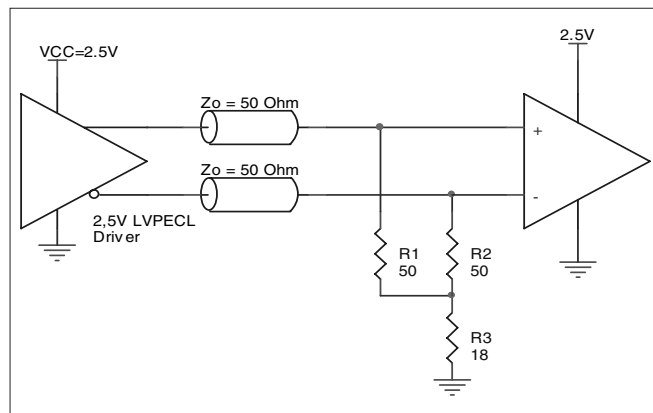 VCC=2.5V
2.5V
Zo = 50 Ohm
+
Zo = 50 Ohm
-
2,5V LVPECL
Driver
R1
50
R2
50
R3
18